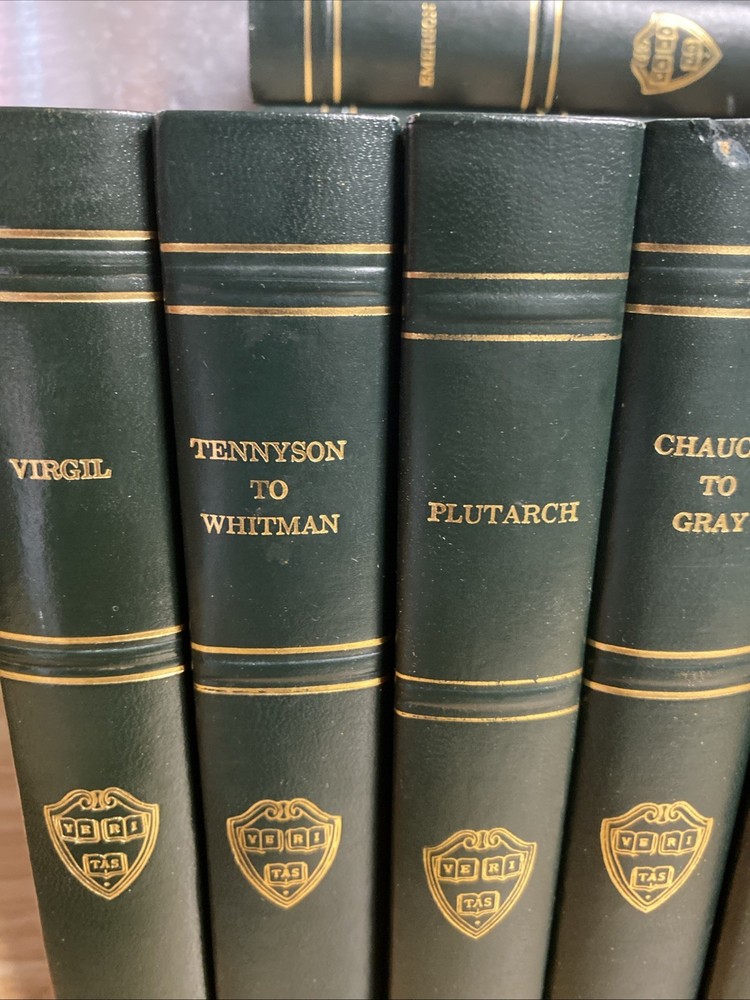 EMERSON
VIRGIL
TENNYSON
TO
WHITMAN
PLUTARCH
CHAUC
TO
GRAY
VE RI
TAS
VE RI
TAS
VE RI
TAS
VE RI
TAS